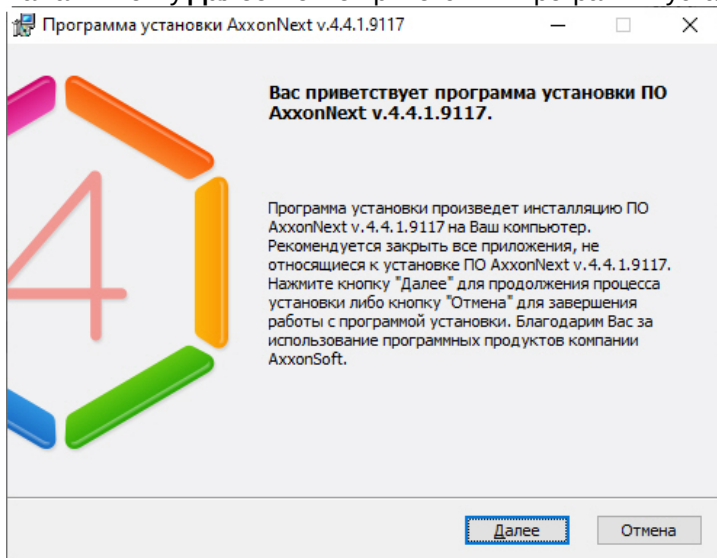 Программа установки AxxonNext v.4.4.1.9117
Вас приветствует программа установки ПО
AxxonNext v.4.4.1.9117.
4
Программа установки произведет инсталляцию ПО
AxxonNext v.4.4.1.9117 на Ваш компьютер.
Рекомендуется закрыть все приложения, не
относящиеся к установке ПО AxxonNext v.4.4.1.9117.
Нажмите кнопку "Далее" для продолжения процесса
установки либо кнопку "Отмена" для завершения
работы с программой установки. Благодарим Вас за
использование программных продуктов компании
AxxonSoft.
Далее Отмена